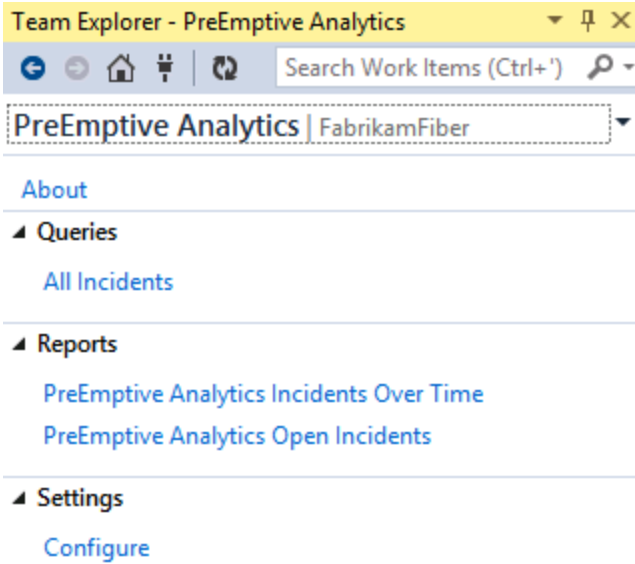 Team Explorer - PreEmptive Analytics
Search Work Items (Ctrl+')
PreEmptive Analytics | FabrikamFiber
About
Queries
All Incidents
Reports
PreEmptive Analytics Incidents Over Time
PreEmptive Analytics Open Incidents
Settings
Configure